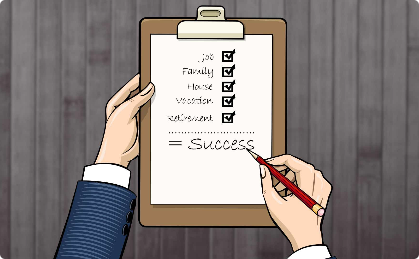 Job
Family
House
Vacation
Retirement
= Success